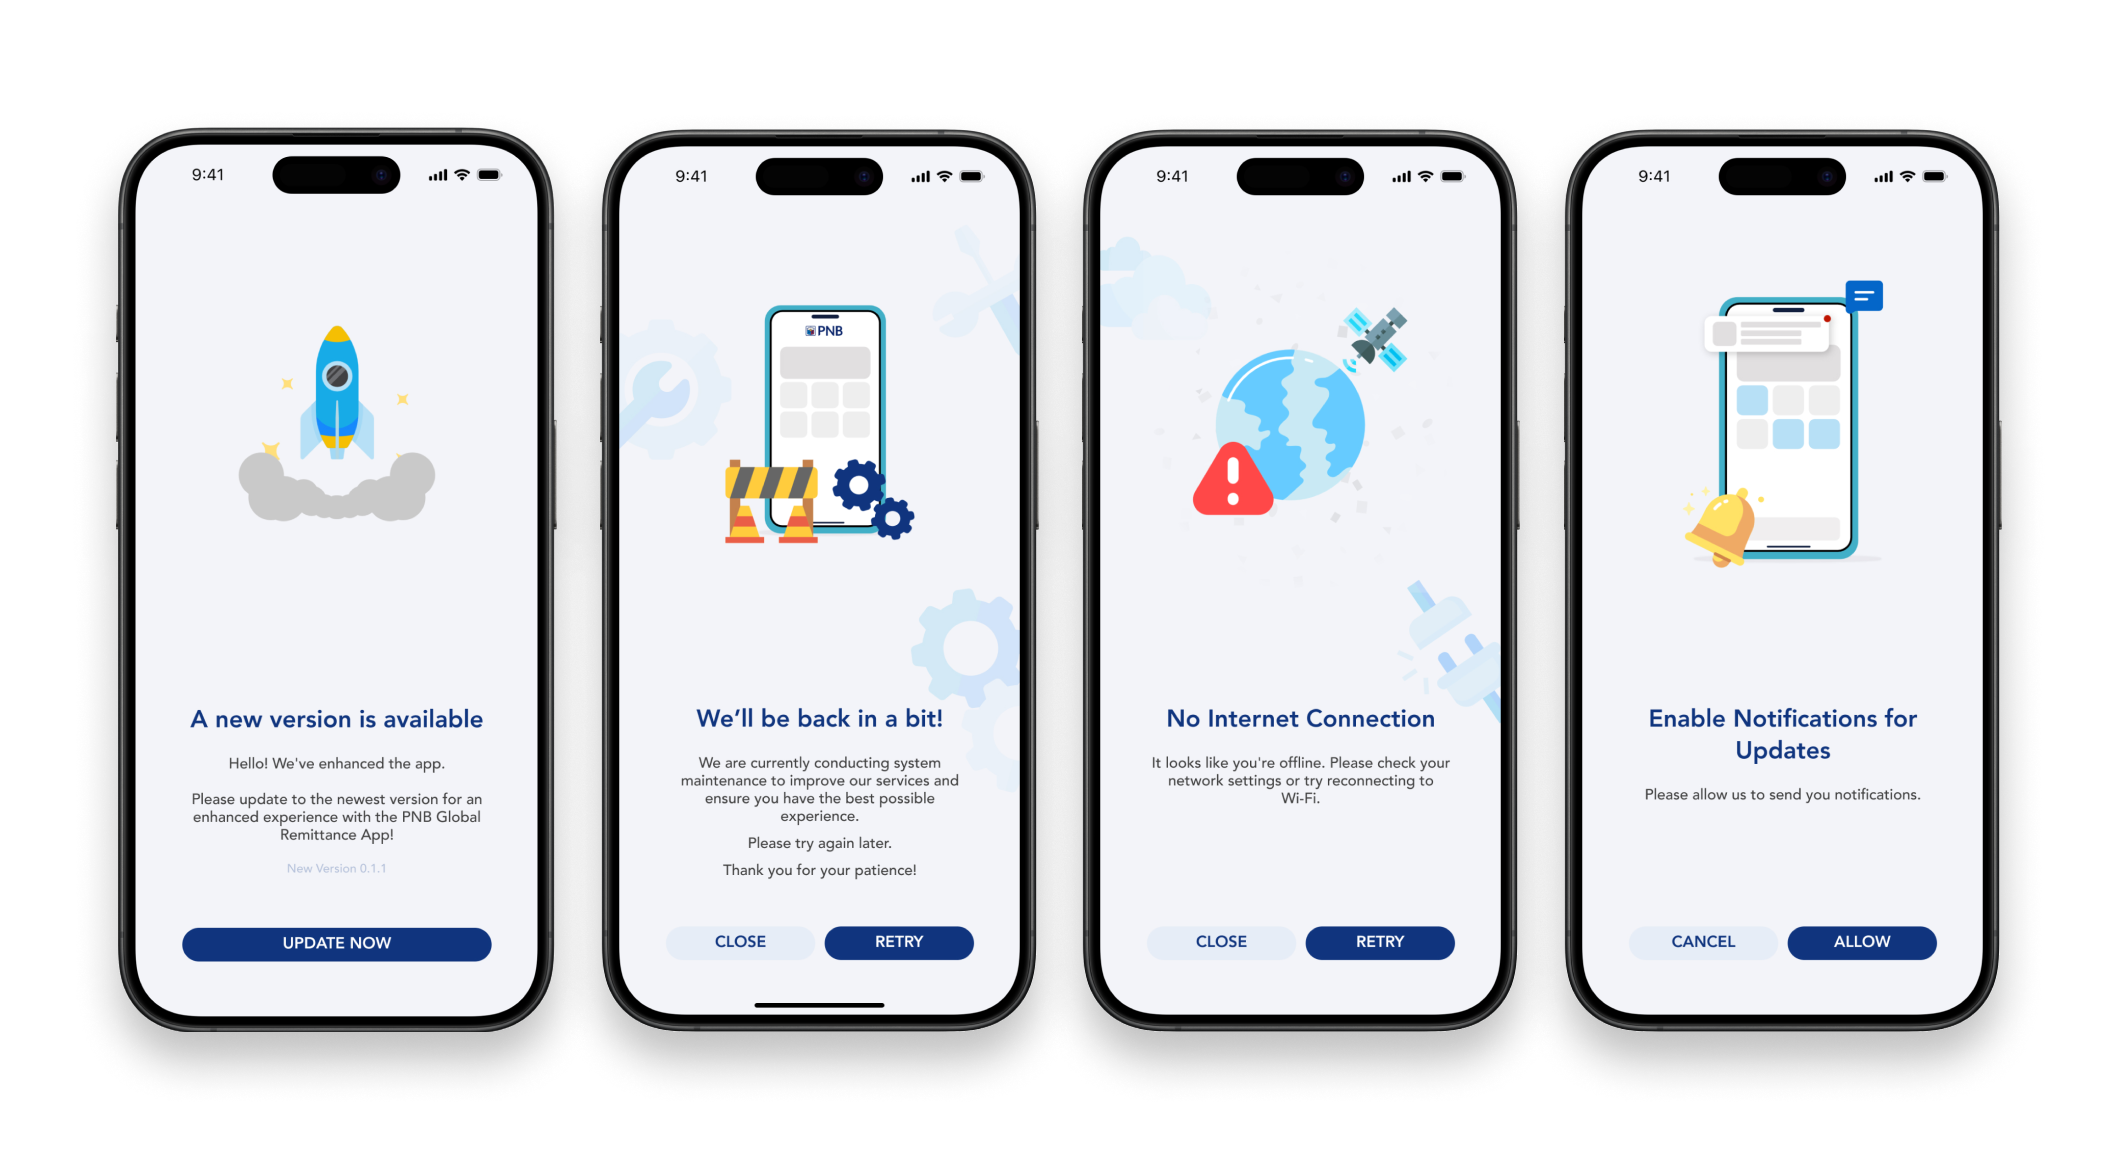 9:41
A new version is available
Hello! We've enhanced the app.
Please update to the newest version for an
enhanced experience with the PNB Global
Remittance App!
New Version 0.1.1
UPDATE NOW
9:41
PNB
We’ll be back in a bit!
We are currently conducting system
maintenance to improve our services and
ensure you have the best possible
experience.
Please try again later.
Thank you for your patience!
CLOSE
RETRY
9:41
No Internet Connection
It looks like you're offline. Please check your
network settings or try reconnecting to
Wi-Fi.
CLOSE
RETRY
9:41
Enable Notifications for
Updates
Please allow us to send you notifications.
CANCEL
ALLOW